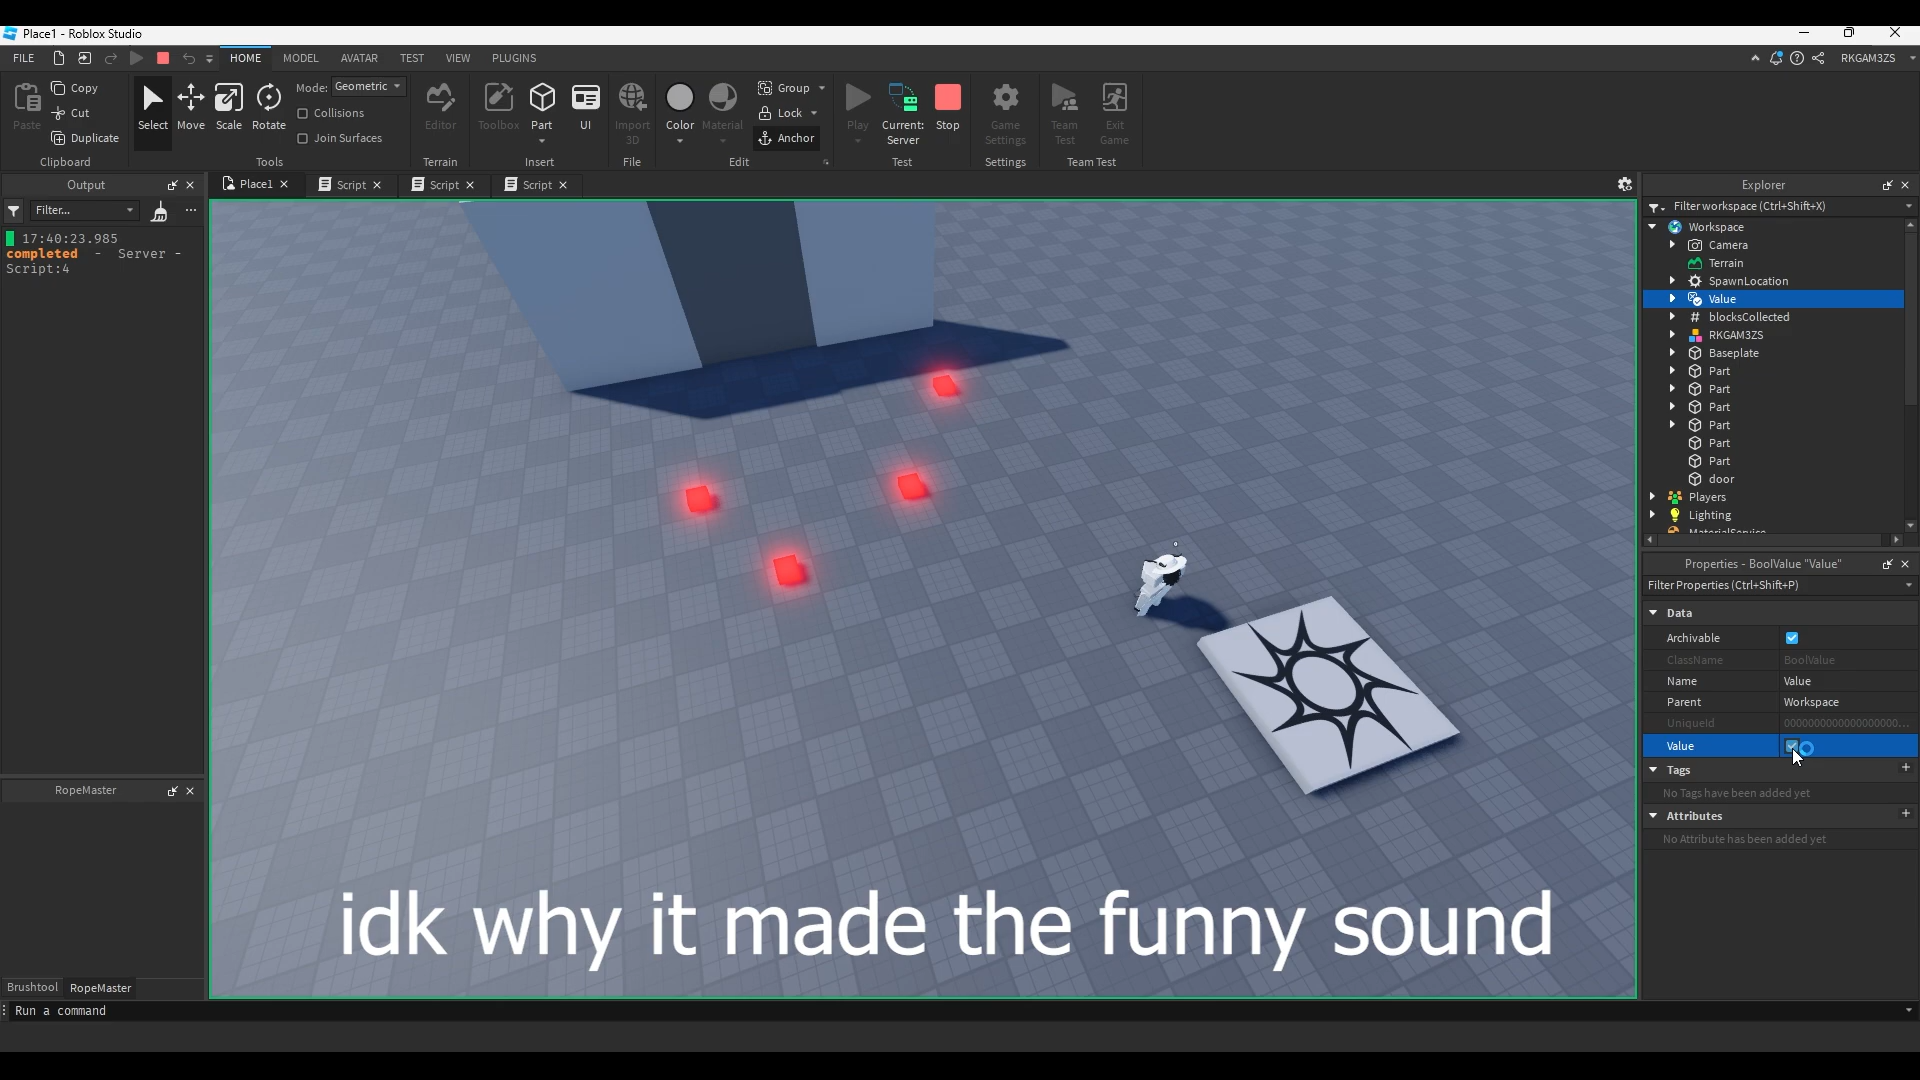 Place1 - Roblox Studio
FILE HOME MODEL AVATAR TEST VIEW PLUGINS RKGAM3ZS
Paste Copy Cut Duplicate Clipboard
Select Move Scale Rotate Mode: Geometric Collisions Join Surfaces Tools
Editor Terrain
Toolbox Part UI Insert
Import 3D File
Color Material Group Lock Anchor Edit
Play Current: Server Stop Test
Game Settings Settings
Team Test Exit Game Team Test
Output
Filter...
17:40:23.985
completed - Server -
Script:4
RopeMaster
Brushtool RopeMaster
Place1 Script Script Script
idk why it made the funny sound
Explorer
Filter workspace (Ctrl+Shift+X)
Workspace
Camera
Terrain
SpawnLocation
Value
# blocksCollected
RKGAM3ZS
Baseplate
Part
Part
Part
Part
Part
Part
door
Players
Lighting
MaterialService
Properties - BoolValue "Value"
Filter Properties (Ctrl+Shift+P)
Data
Archivable
ClassName BoolValue
Name Value
Parent Workspace
UniqueId 00000000000000000000...
Value
Tags +
No Tags have been added yet
Attributes +
No Attribute has been added yet
Run a command